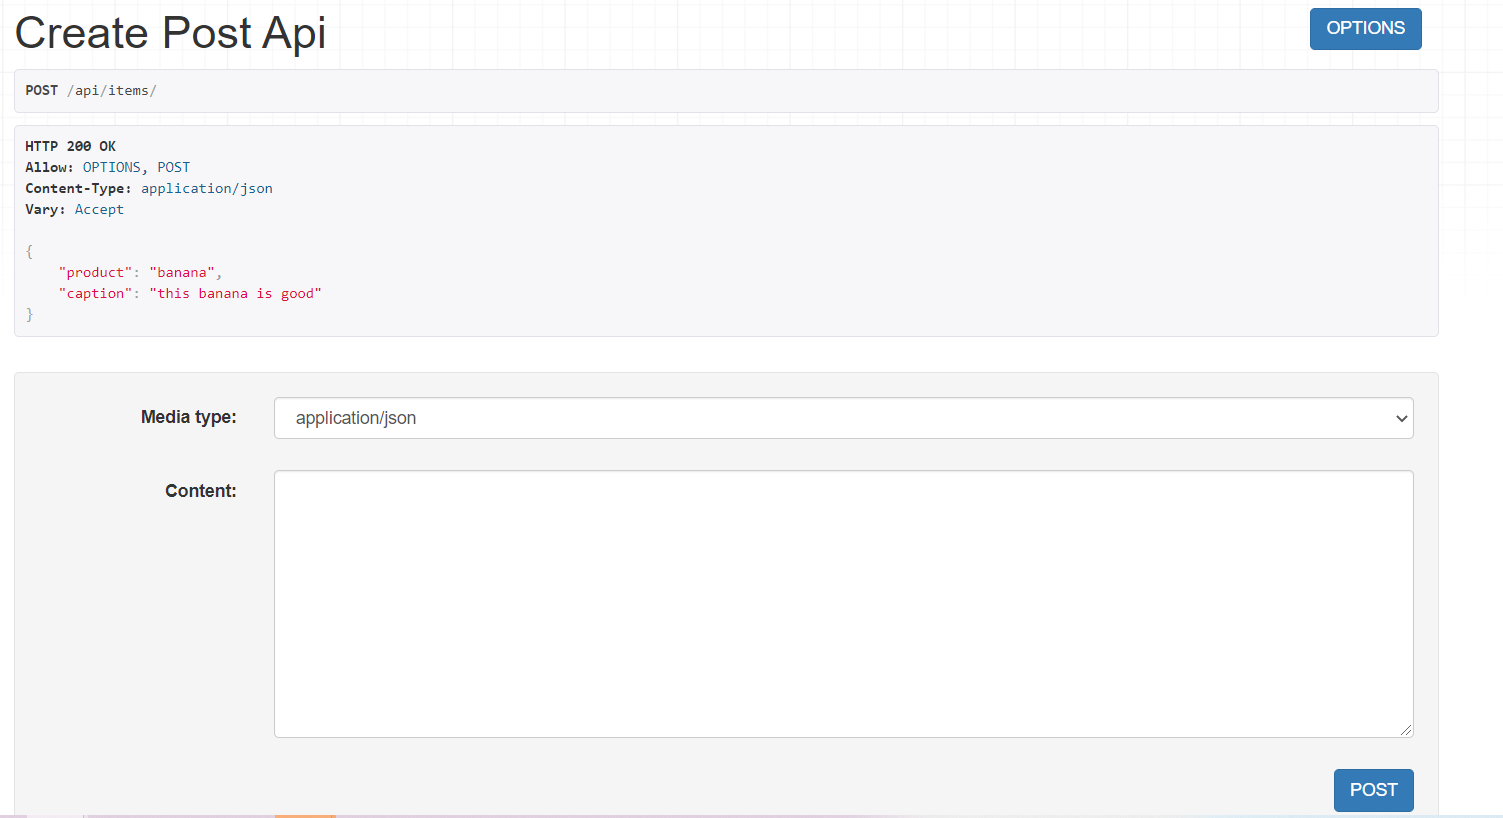 Create Post Api
OPTIONS
POST /api/items/
HTTP 200 OK
Allow: OPTIONS, POST
Content-Type: application/json
Vary: Accept
{
    "product": "banana",
    "caption": "this banana is good"
}
Media type:
application/json
Content:
POST